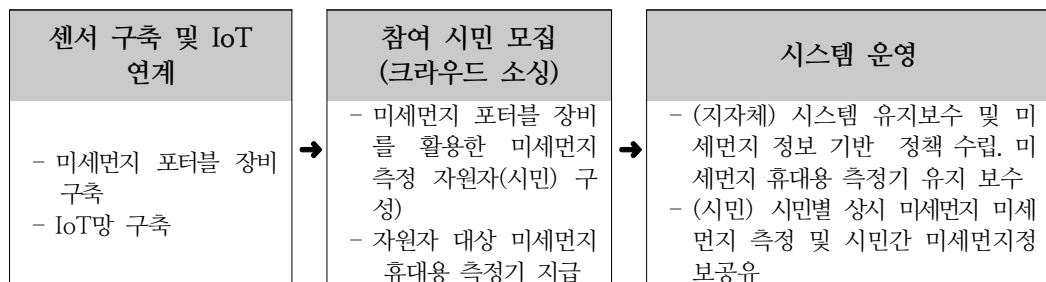 센서 구축 및 IoT
연계
- 미세먼지 포터블 장비
구축
- IoT망 구축
➜
참여 시민 모집
(크라우드 소싱)
- 미세먼지 포터블 장비
를 활용한 미세먼지
측정 자원자(시민) 구
성)
- 자원자 대상 미세먼지
휴대용 측정기 지급
➜
시스템 운영
- (지자체) 시스템 유지보수 및 미
세먼지 정보 기반 정책 수립. 미
세먼지 휴대용 측정기 유지 보수
- (시민) 시민별 상시 미세먼지 미세
먼지 측정 및 시민간 미세먼지정
보공유